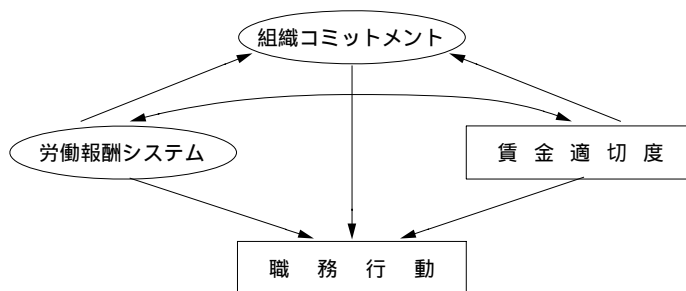 組織コミットメント
労働報酬システム
賃金適切度
職務行動